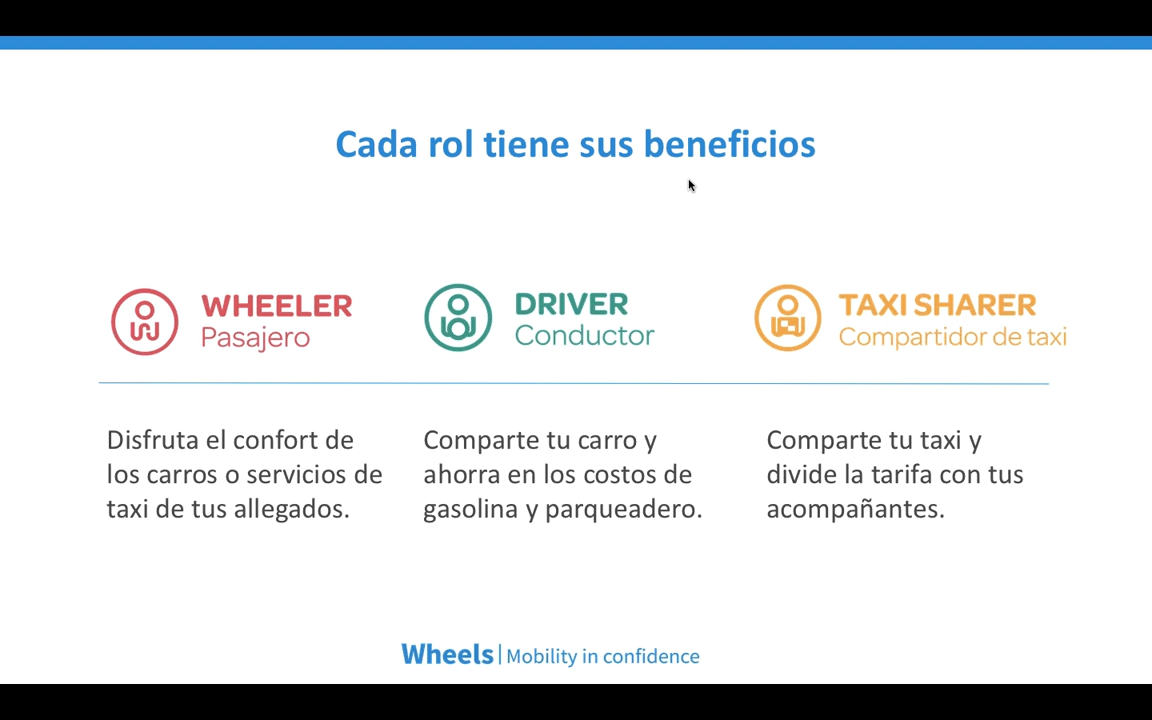 Cada rol tiene sus beneficios
WHEELER
Pasajero
DRIVER
Conductor
TAXI SHARER
Compartidor de taxi
Disfruta el confort de
los carros o servicios de
taxi de tus allegados.
Comparte tu carro y
ahorra en los costos de
gasolina y parqueadero.
Comparte tu taxi y
divide la tarifa con tus
acompañantes.
Wheels | Mobility in confidence